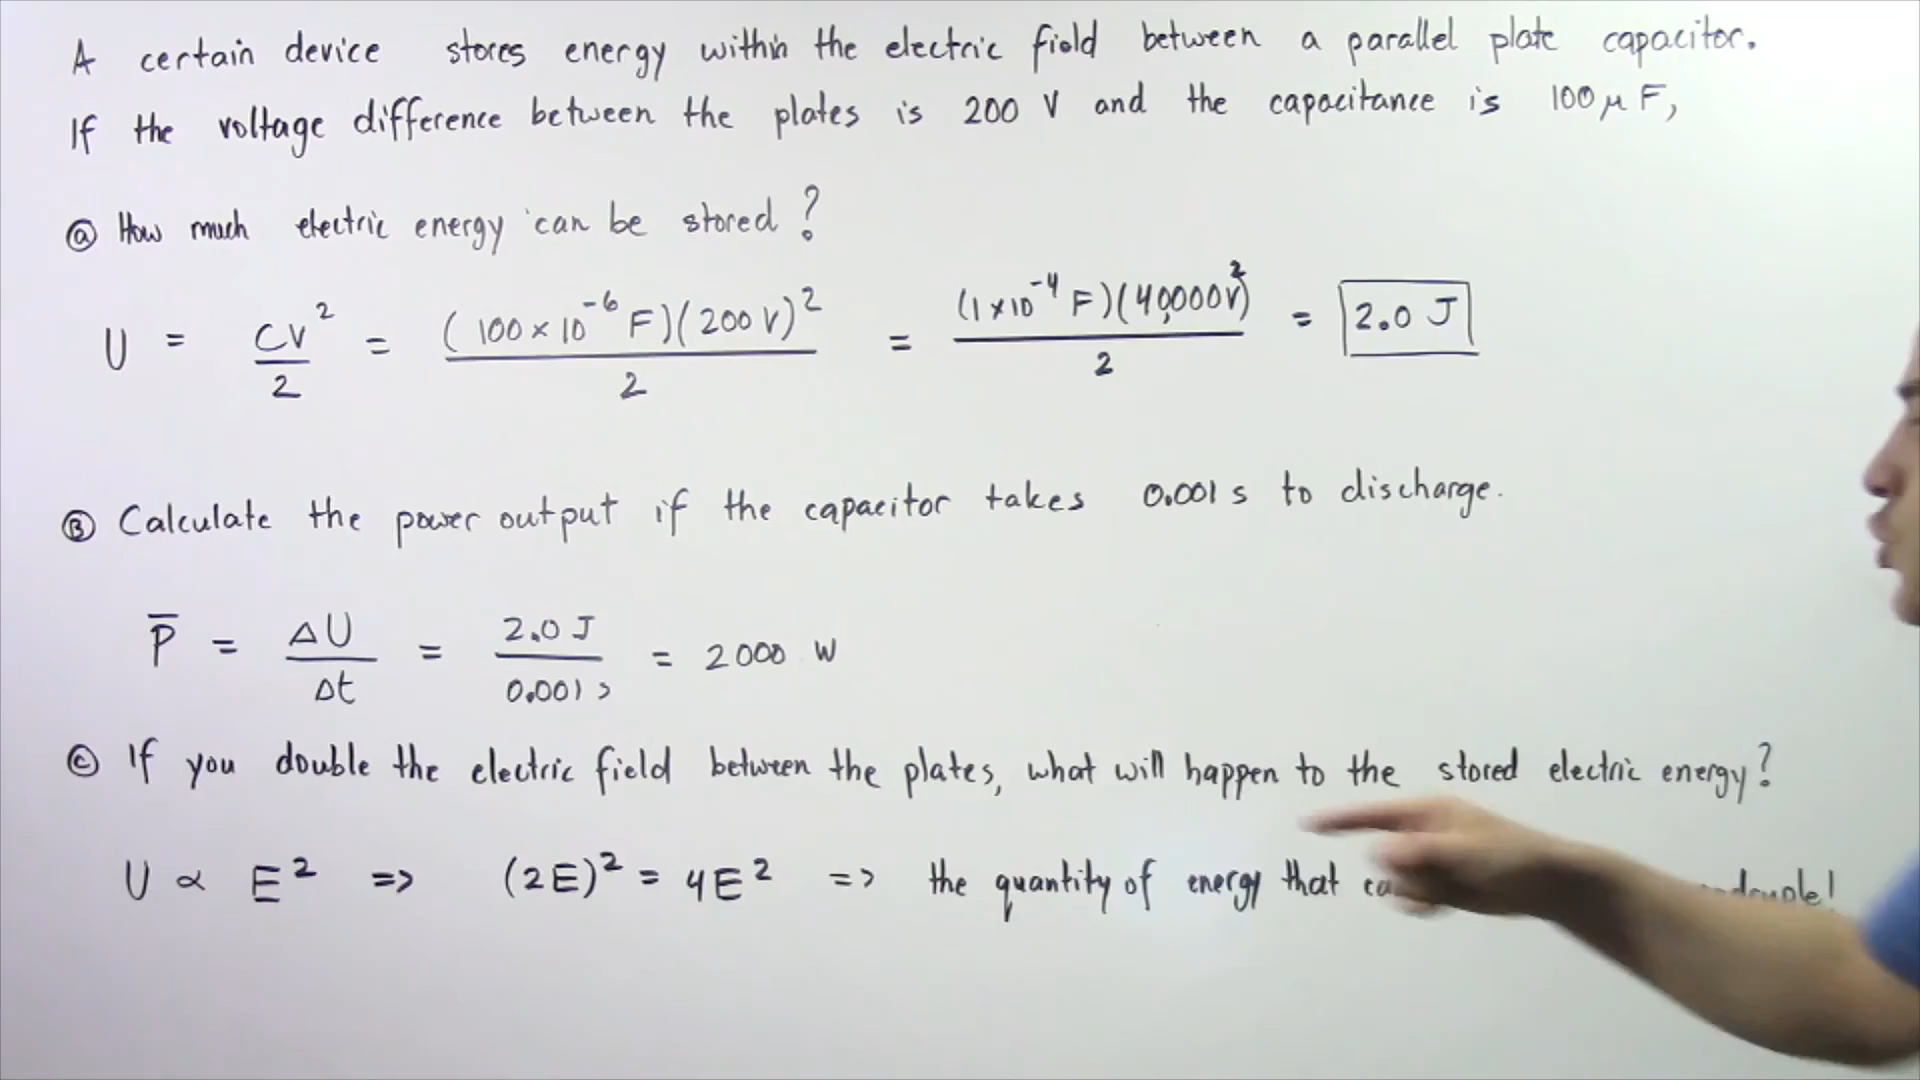 A certain device stores energy within the electric field between a parallel plate capacitor.
If the voltage difference between the plates is 200 V and the capacitance is 100 μF,
Ⓐ How much electric energy can be stored?
U = CV²/2 = (100×10⁻⁶ F)(200 V)²/2 = (1×10⁻⁴ F)(40,000V²)/2 = 2.0 J
Ⓑ Calculate the power output if the capacitor takes 0.001 s to discharge.
P̅ = ΔU/Δt = 2.0 J/0.001 s = 2000 W
Ⓒ If you double the electric field between the plates, what will happen to the stored electric energy?
U ∝ E² => (2E)² = 4E² => the quantity of energy that